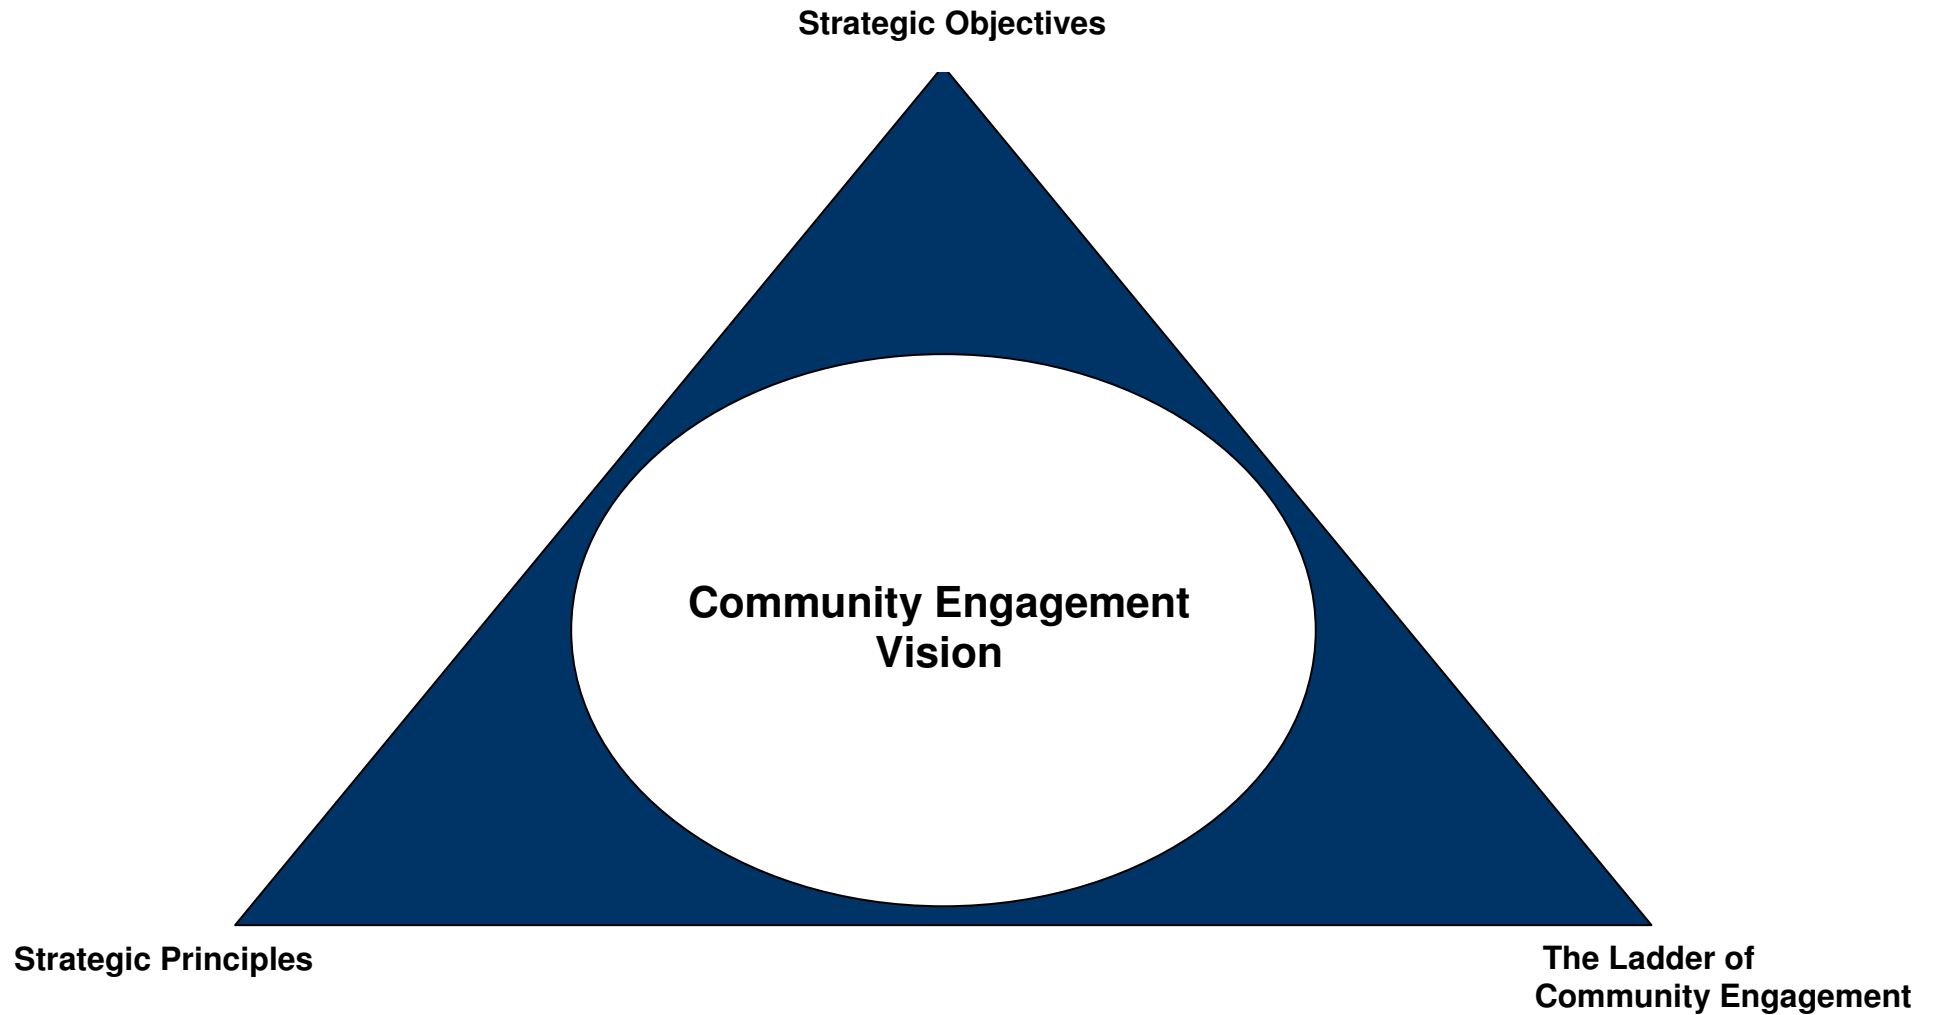 Strategic Objectives
Community Engagement
Vision
Strategic Principles
The Ladder of
Community Engagement